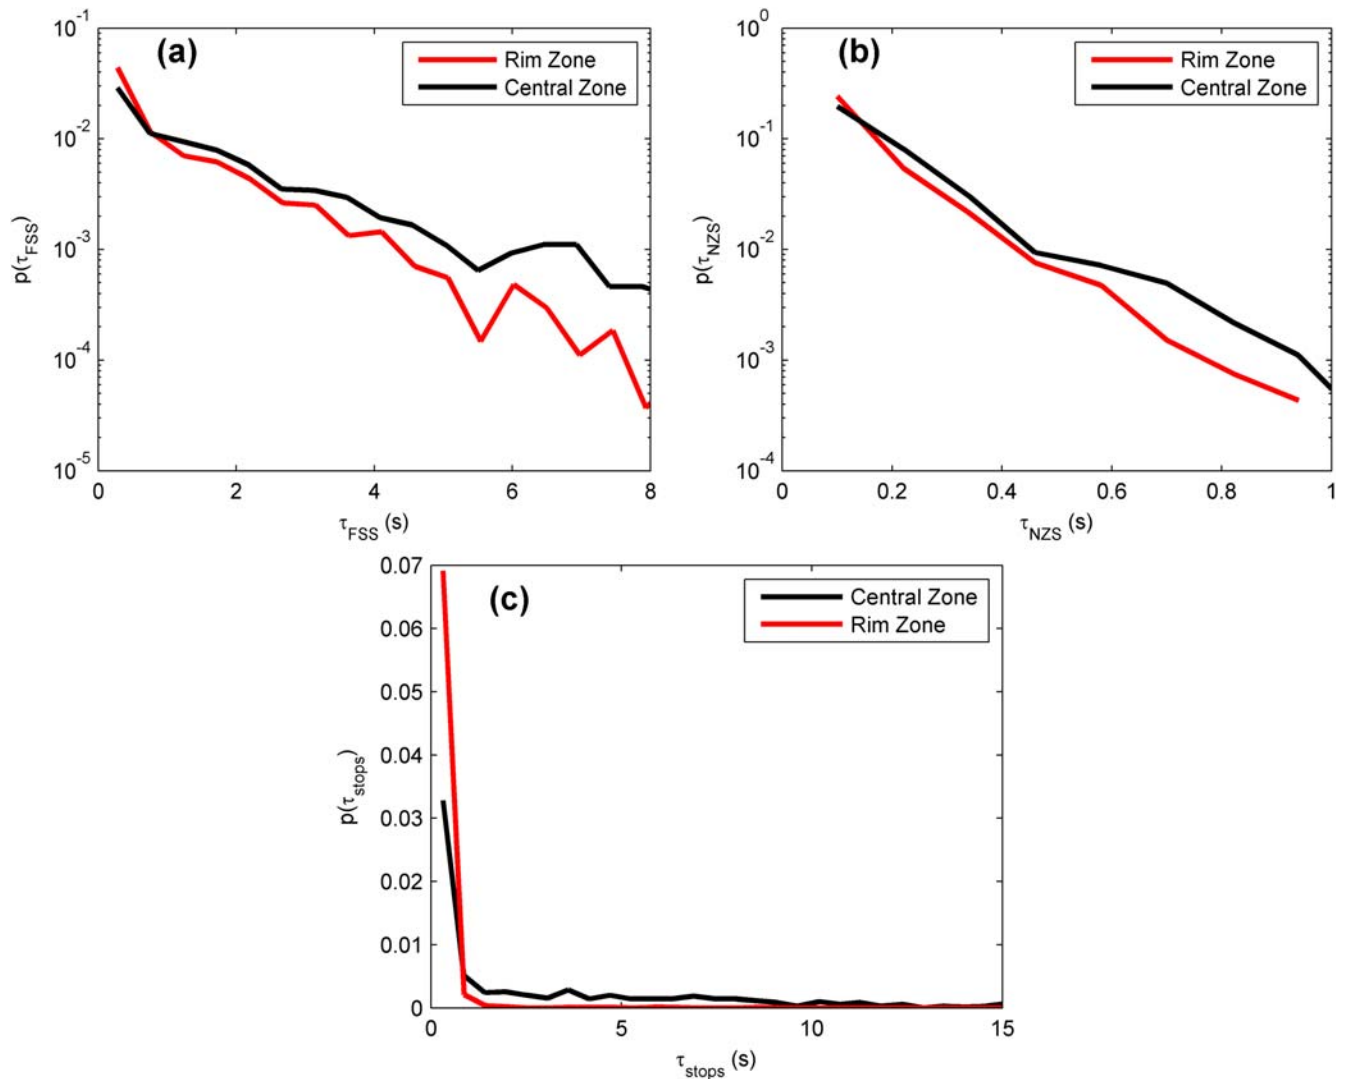 (a)
Rim Zone
Central Zone
p(τ_FSS)
10^-1
10^-2
10^-3
10^-4
10^-5
0 2 4 6 8
τ_FSS (s)
(b)
Rim Zone
Central Zone
p(τ_NZS)
10^0
10^-1
10^-2
10^-3
10^-4
0 0.2 0.4 0.6 0.8 1
τ_NZS (s)
(c)
Central Zone
Rim Zone
p(τ_stops)
0.07
0.06
0.05
0.04
0.03
0.02
0.01
0
0 5 10 15
τ_stops (s)